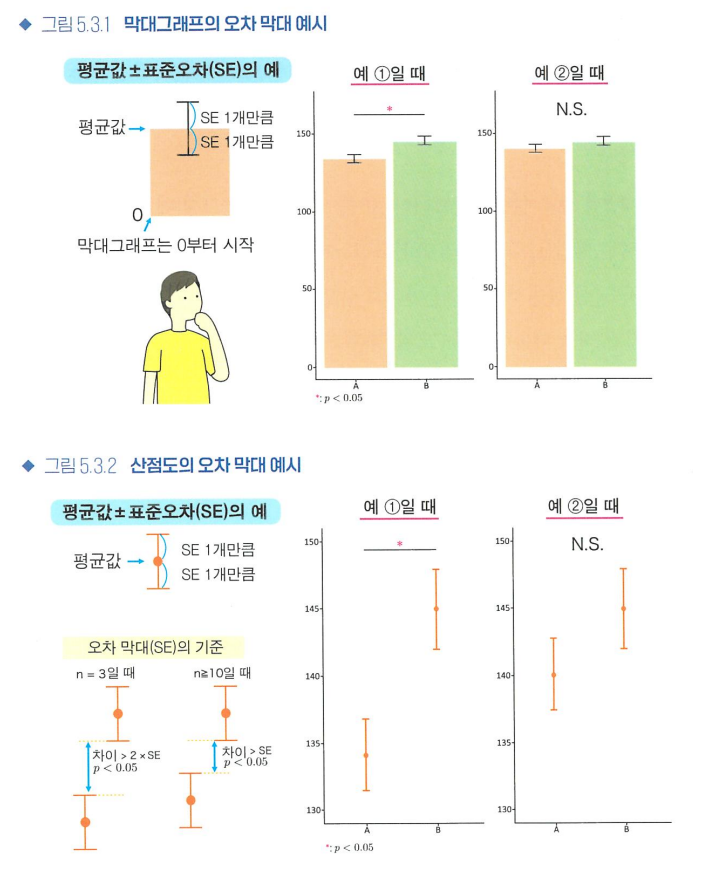 ◆ 그림 5.3.1 막대그래프의 오차 막대 예시
평균값±표준오차(SE)의 예
평균값
SE 1개만큼
SE 1개만큼
0
막대그래프는 0부터 시작
예 ①일 때
*
150
100
50
0
A B
*: p < 0.05
예 ②일 때
N.S.
150
100
50
0
A B
◆ 그림 5.3.2 산점도의 오차 막대 예시
평균값±표준오차(SE)의 예
평균값
SE 1개만큼
SE 1개만큼
오차 막대(SE)의 기준
n = 3일 때
차이 > 2 × SE
p < 0.05
n≧10일 때
차이 > SE
p < 0.05
예 ①일 때
*
150
145
140
135
130
A B
*: p < 0.05
예 ②일 때
N.S.
150
145
140
135
130
A B